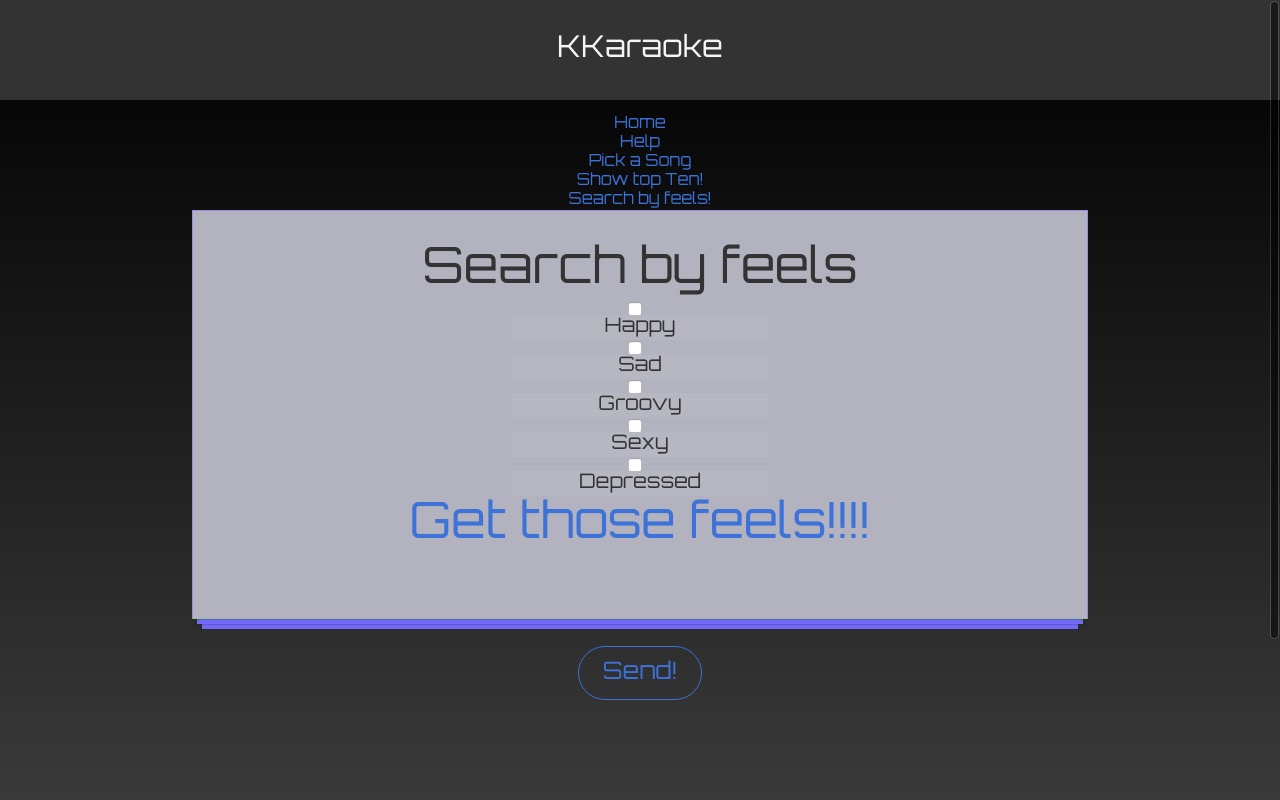 KKaraoke
Home
Help
Pick a Song
Show top Ten!
Search by feels!
Search by feels
Happy
Sad
Groovy
Sexy
Depressed
Get those feels!!!!
Send!